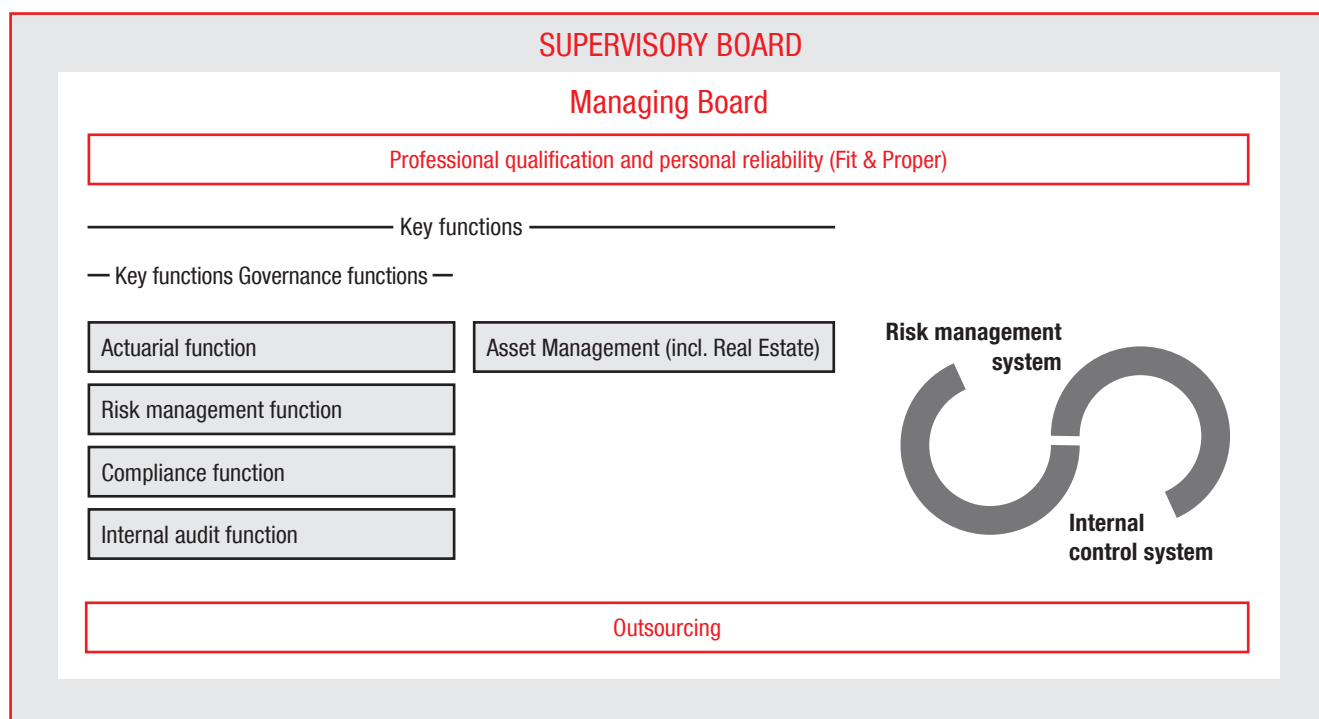 SUPERVISORY BOARD
Managing Board
Professional qualification and personal reliability (Fit & Proper)
Key functions
Key functions Governance functions
Actuarial function
Asset Management (incl. Real Estate)
Risk management function
Compliance function
Internal audit function
Risk management
system
Internal
control system
Outsourcing